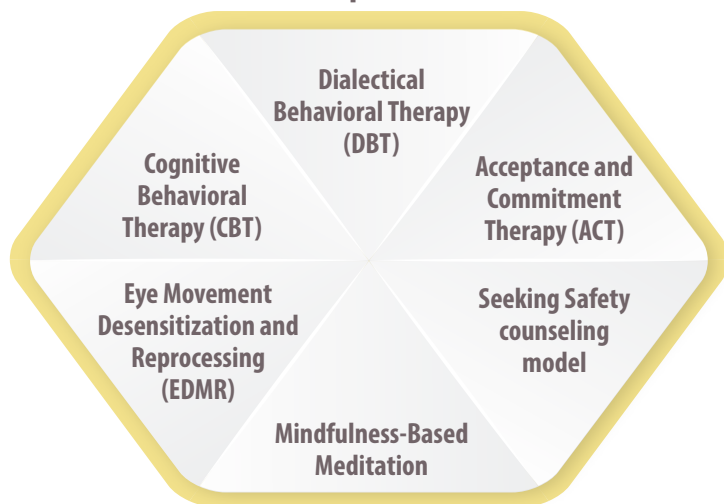 Dialectical
Behavioral Therapy
(DBT)
Cognitive
Behavioral
Therapy (CBT)
Acceptance and
Commitment
Therapy (ACT)
Eye Movement
Desensitization and
Reprocessing
(EDMR)
Seeking Safety
counseling
model
Mindfulness-Based
Meditation